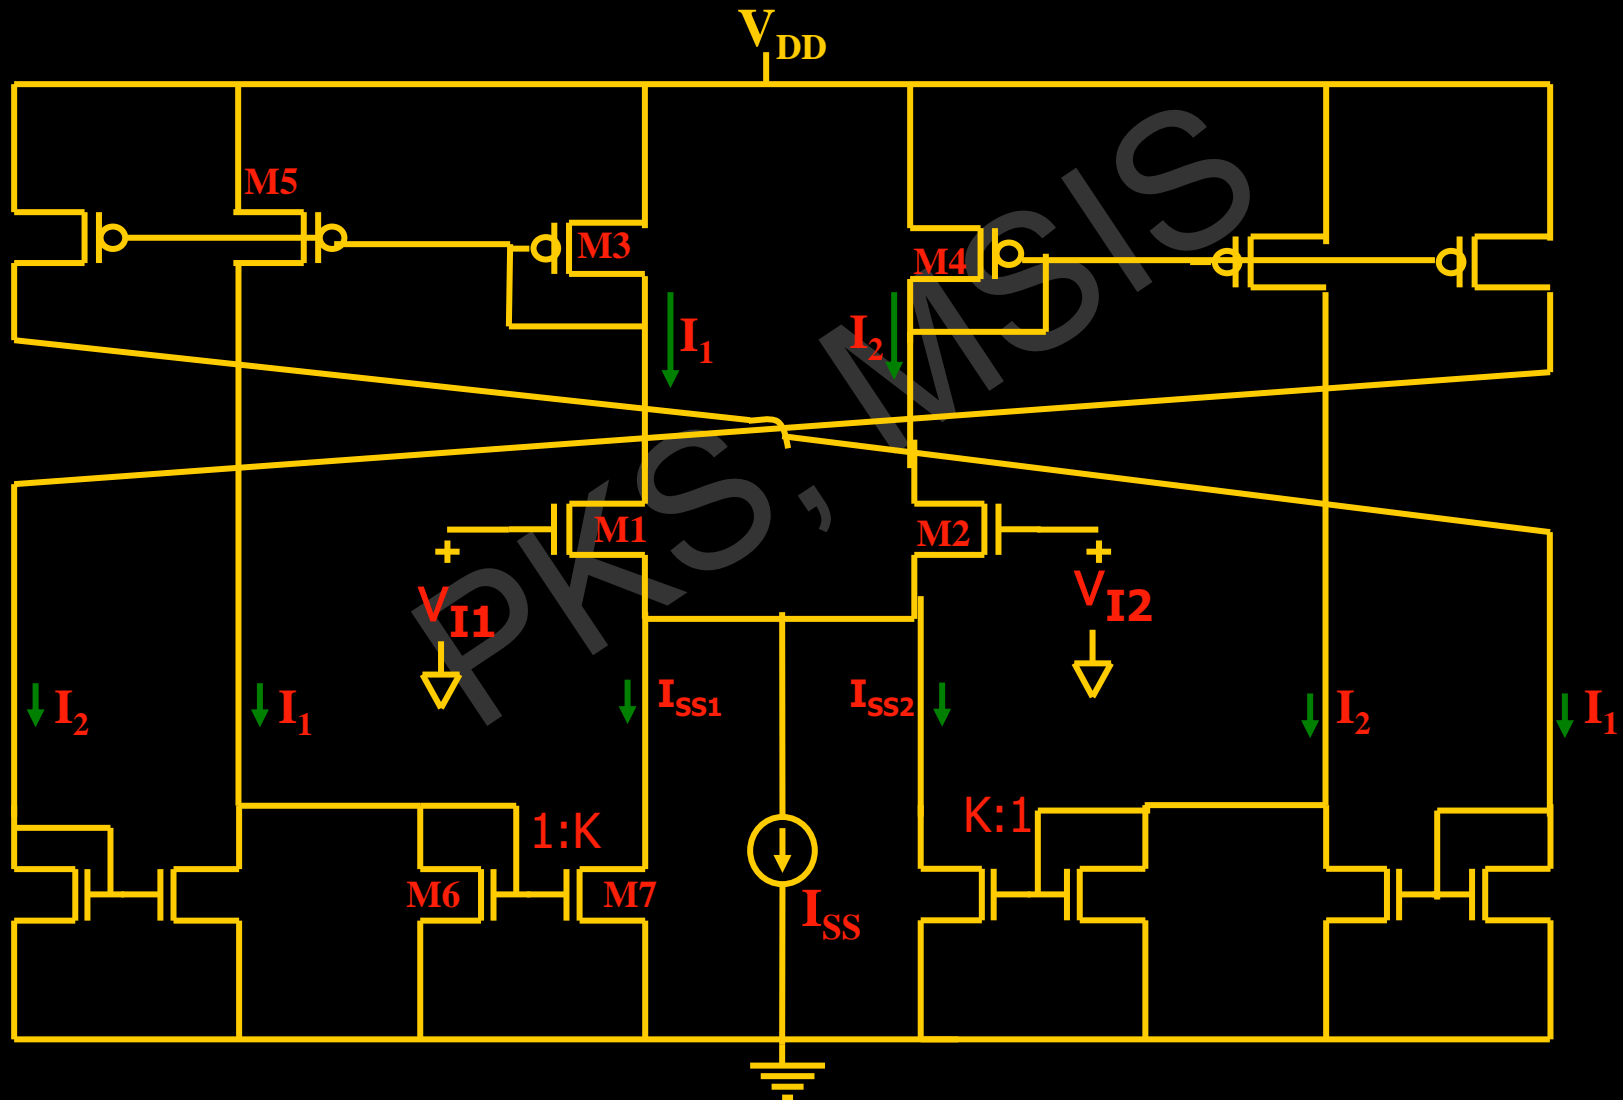 VDD
M5
M3
M4
I1
I2
M1
M2
+
VI1
+
VI2
I2
I1
ISS1
ISS2
I2
I1
1:K
K:1
M6
M7
ISS
PKS, MSIS